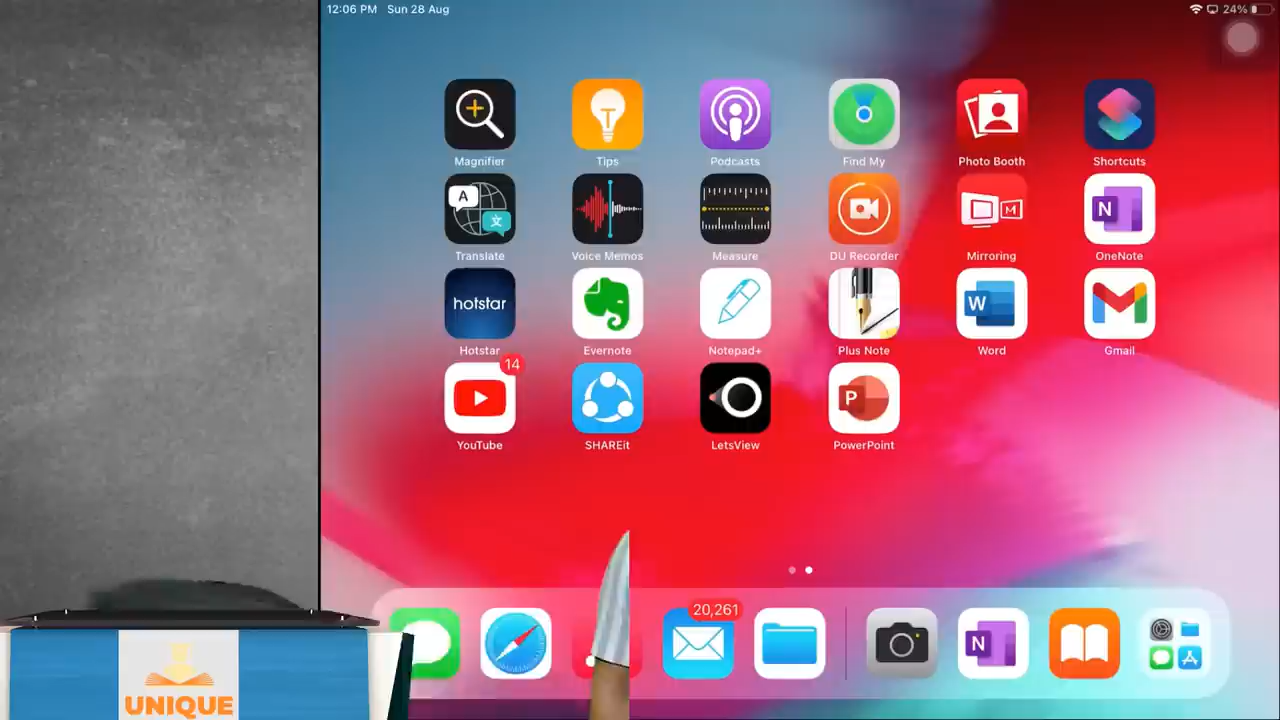 12:06 PM Sun 28 Aug
24%
Magnifier
Tips
Podcasts
Find My
Photo Booth
Shortcuts
A
文
Translate
Voice Memos
Measure
DU Recorder
M
Mirroring
N
OneNote
hotstar
Hotstar
Evernote
Notepad+
Plus Note
W
Word
Gmail
14
YouTube
SHAREit
LetsView
P
PowerPoint
20,261
N
UNIQUE